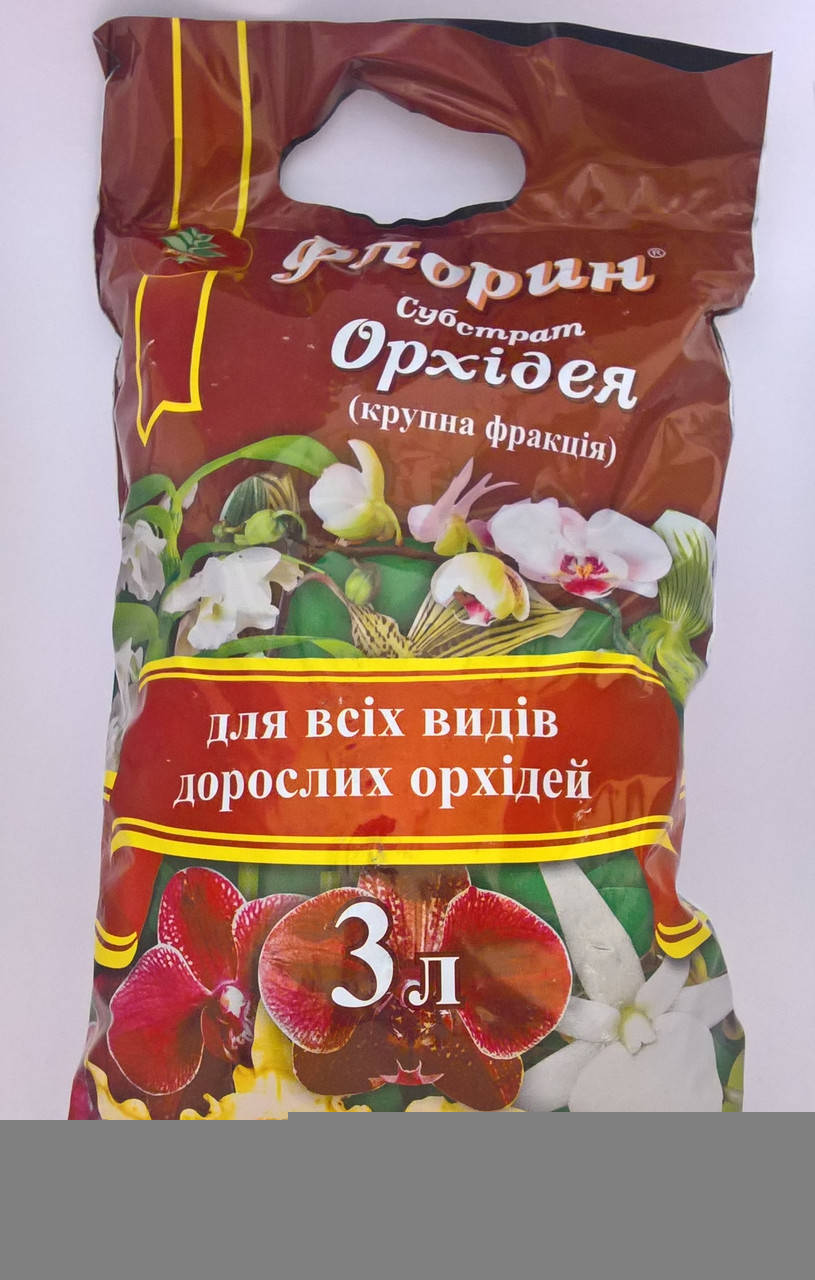 Флорин®
Субстрат
Орхідея
(крупна фракція)
для всіх видів
дорослих орхідей
3 л